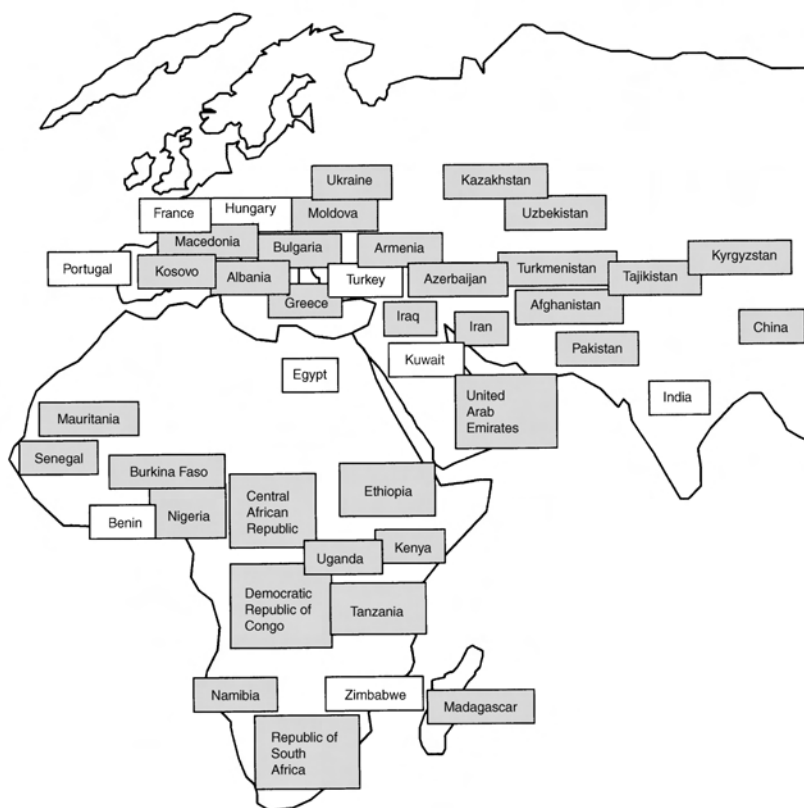 Ukraine
Kazakhstan
France
Hungary
Moldova
Uzbekistan
Macedonia
Bulgaria
Armenia
Kyrgyzstan
Portugal
Kosovo
Albania
Turkey
Azerbaijan
Turkmenistan
Tajikistan
Greece
Afghanistan
Iraq
Iran
China
Kuwait
Pakistan
Egypt
United
Arab
Emirates
India
Mauritania
Senegal
Burkina Faso
Central
African
Republic
Ethiopia
Benin
Nigeria
Uganda
Kenya
Democratic
Republic of
Congo
Tanzania
Namibia
Zimbabwe
Madagascar
Republic of
South
Africa